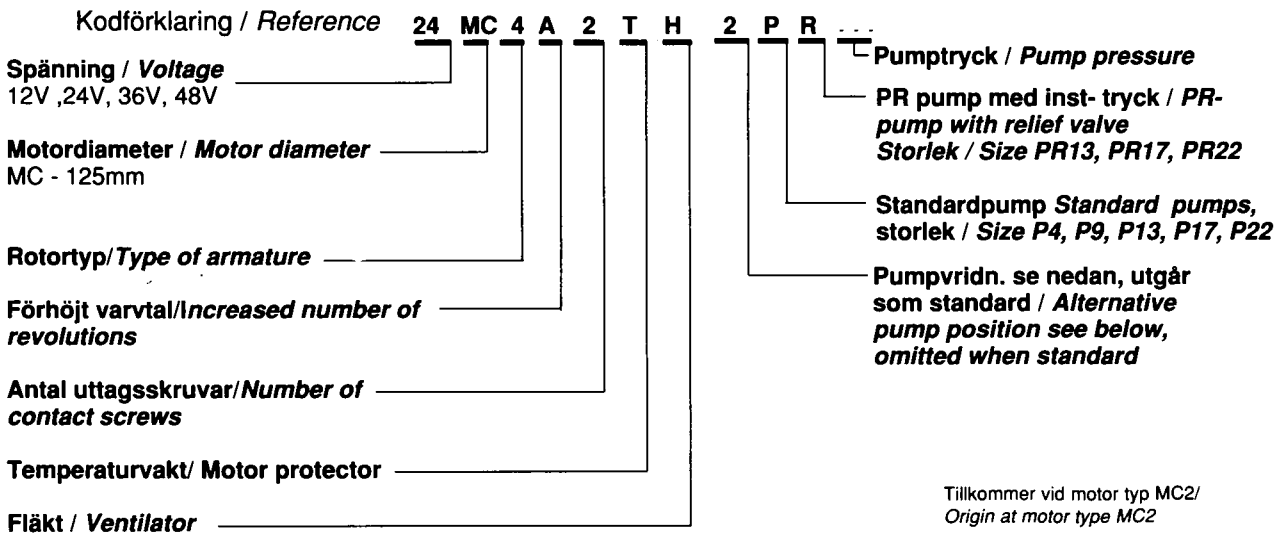 Kodförklaring / Reference 24 MC 4 A 2 T H 2 P R ...
Spänning / Voltage
12V ,24V, 36V, 48V
Motordiameter / Motor diameter
MC - 125mm
Rotortyp/Type of armature
Förhöjt varvtal/Increased number of
revolutions
Antal uttagsskruvar/Number of
contact screws
Temperaturvakt/ Motor protector
Fläkt / Ventilator
Pumptryck / Pump pressure
PR pump med inst- tryck / PR-
pump with relief valve
Storlek / Size PR13, PR17, PR22
Standardpump Standard pumps,
storlek / Size P4, P9, P13, P17, P22
Pumpvridn. se nedan, utgår
som standard / Alternative
pump position see below,
omitted when standard
Tillkommer vid motor typ MC2/
Origin at motor type MC2